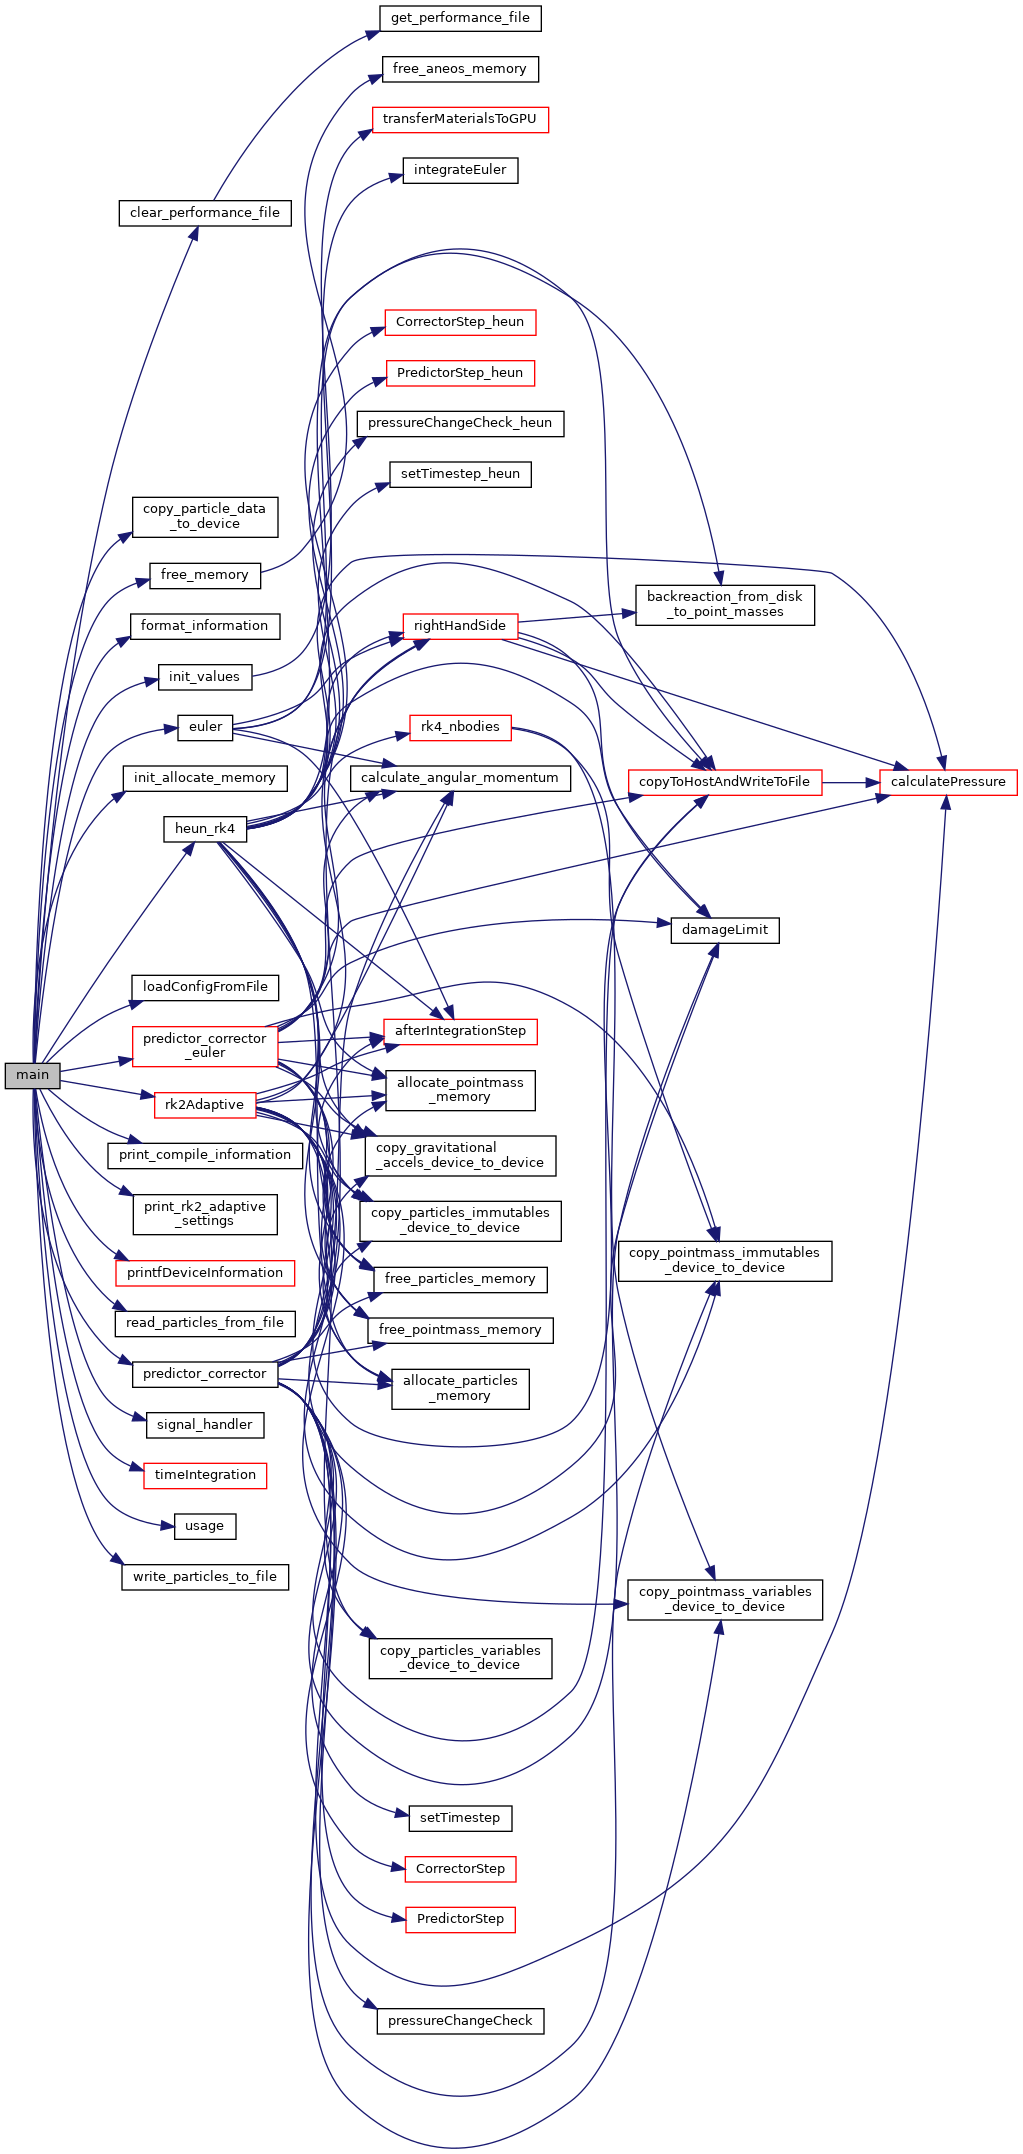 get_performance_file
free_aneos_memory
transferMaterialsToGPU
integrateEuler
clear_performance_file
CorrectorStep_heun
PredictorStep_heun
pressureChangeCheck_heun
setTimestep_heun
copy_particle_data
_to_device
free_memory
backreaction_from_disk
_to_point_masses
format_information
rightHandSide
init_values
euler
rk4_nbodies
init_allocate_memory
calculate_angular_momentum
copyToHostAndWriteToFile
calculatePressure
heun_rk4
damageLimit
loadConfigFromFile
predictor_corrector
_euler
afterIntegrationStep
main
allocate_pointmass
_memory
rk2Adaptive
print_compile_information
copy_gravitational
_accels_device_to_device
print_rk2_adaptive
_settings
copy_particles_immutables
_device_to_device
copy_pointmass_immutables
_device_to_device
printfDeviceInformation
free_particles_memory
read_particles_from_file
free_pointmass_memory
predictor_corrector
allocate_particles
_memory
signal_handler
timeIntegration
usage
write_particles_to_file
copy_pointmass_variables
_device_to_device
copy_particles_variables
_device_to_device
setTimestep
CorrectorStep
PredictorStep
pressureChangeCheck